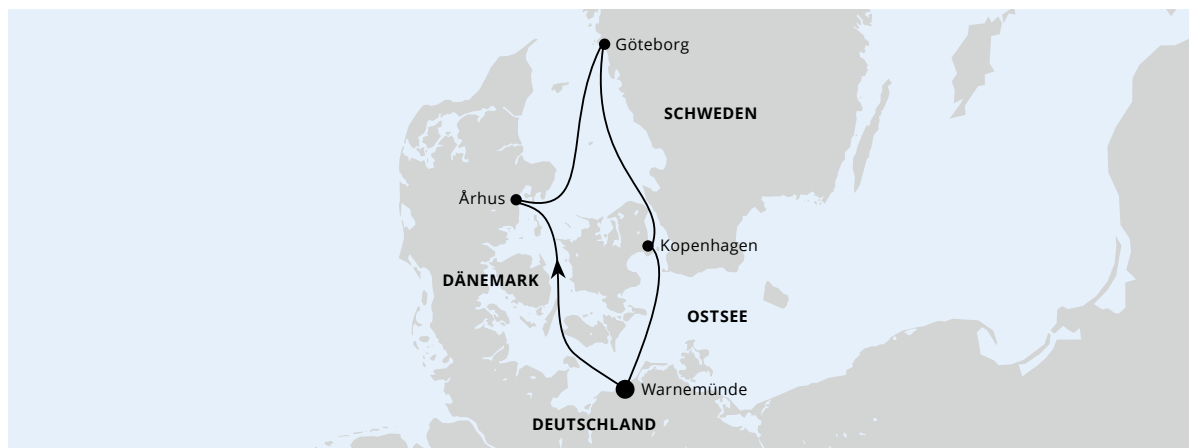 Göteborg
SCHWEDEN
Århus
Kopenhagen
DÄNEMARK
OSTSEE
Warnemünde
DEUTSCHLAND